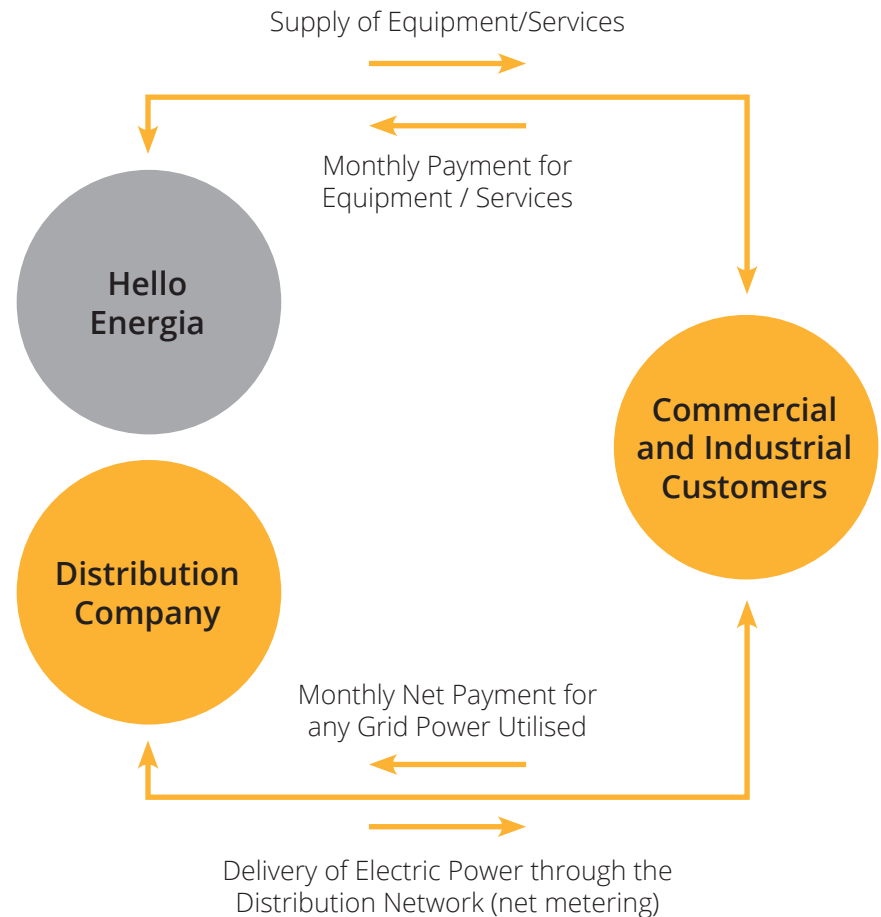 Supply of Equipment/Services
Monthly Payment for
Equipment / Services
Hello
Energia
Commercial
and Industrial
Customers
Distribution
Company
Monthly Net Payment for
any Grid Power Utilised
Delivery of Electric Power through the
Distribution Network (net metering)